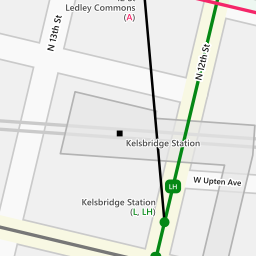 Ledley Commons
(A)
N 13th St
N 12th St
Kelsbridge Station
LH
W Upten Ave
Kelsbridge Station
(L, LH)